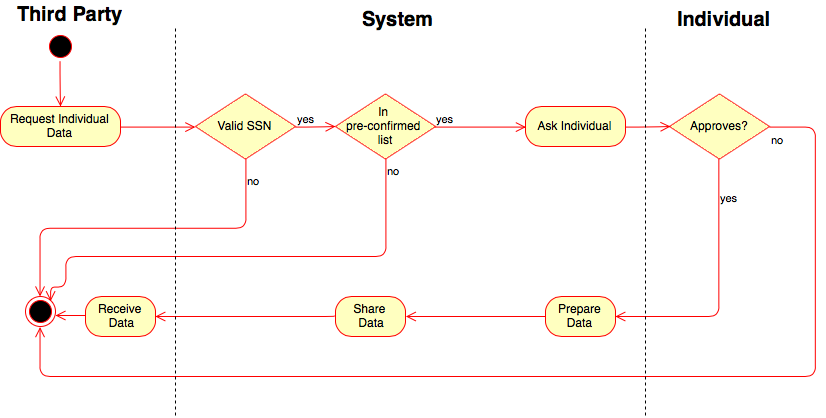 Third Party
System
Individual
Request Individual
Data
Valid SSN
yes
In
pre-confirmed
list
yes
Ask Individual
Approves?
no
no
no
yes
Receive
Data
Share
Data
Prepare
Data